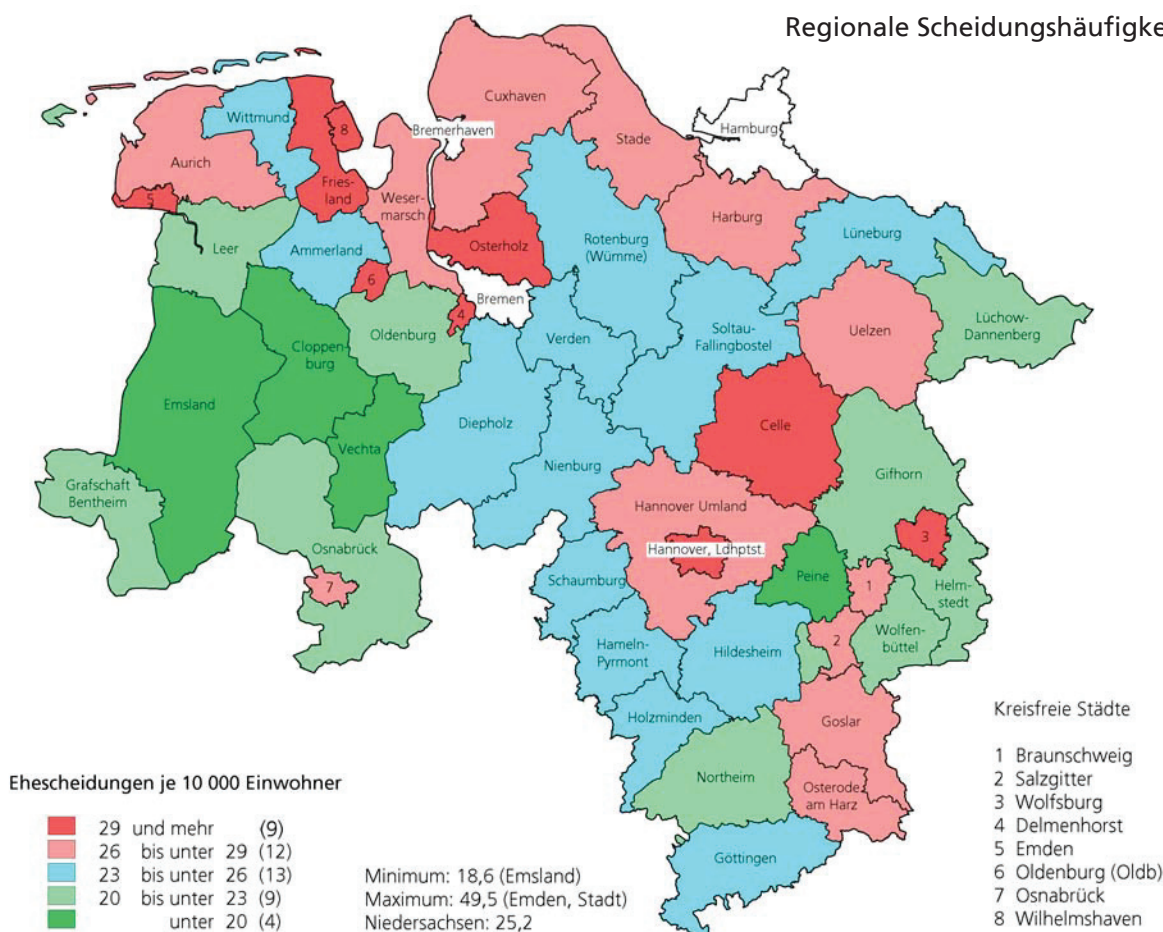 Regionale Scheidungshäufigke
Cuxhaven
Wittmund
Bremerhaven
Hamburg
8
Stade
Aurich
Fries-
land
5
Weser-
marsch
Harburg
Leer
Ammerland
Osterholz
Rotenburg
(Wümme)
Lüneburg
6
Bremen
4
Oldenburg
Verden
Soltau-
Fallingbostel
Uelzen
Lüchow-
Dannenberg
Cloppen-
burg
Emsland
Diepholz
Celle
Vechta
Nienburg
Gifhorn
Grafschaft
Bentheim
Hannover Umland
Osnabrück
Hannover, Ldhptst.
3
7
Schaumburg
Peine
1
Helm-
stedt
Hameln-
Pyrmont
Hildesheim
2
Wolfen-
büttel
Holzminden
Goslar
Northeim
Osterode
am Harz
Göttingen
Ehescheidungen je 10 000 Einwohner
29 und mehr (9)
26 bis unter 29 (12)
23 bis unter 26 (13)
20 bis unter 23 (9)
unter 20 (4)
Minimum: 18,6 (Emsland)
Maximum: 49,5 (Emden, Stadt)
Niedersachsen: 25,2
Kreisfreie Städte
1 Braunschweig
2 Salzgitter
3 Wolfsburg
4 Delmenhorst
5 Emden
6 Oldenburg (Oldb)
7 Osnabrück
8 Wilhelmshaven